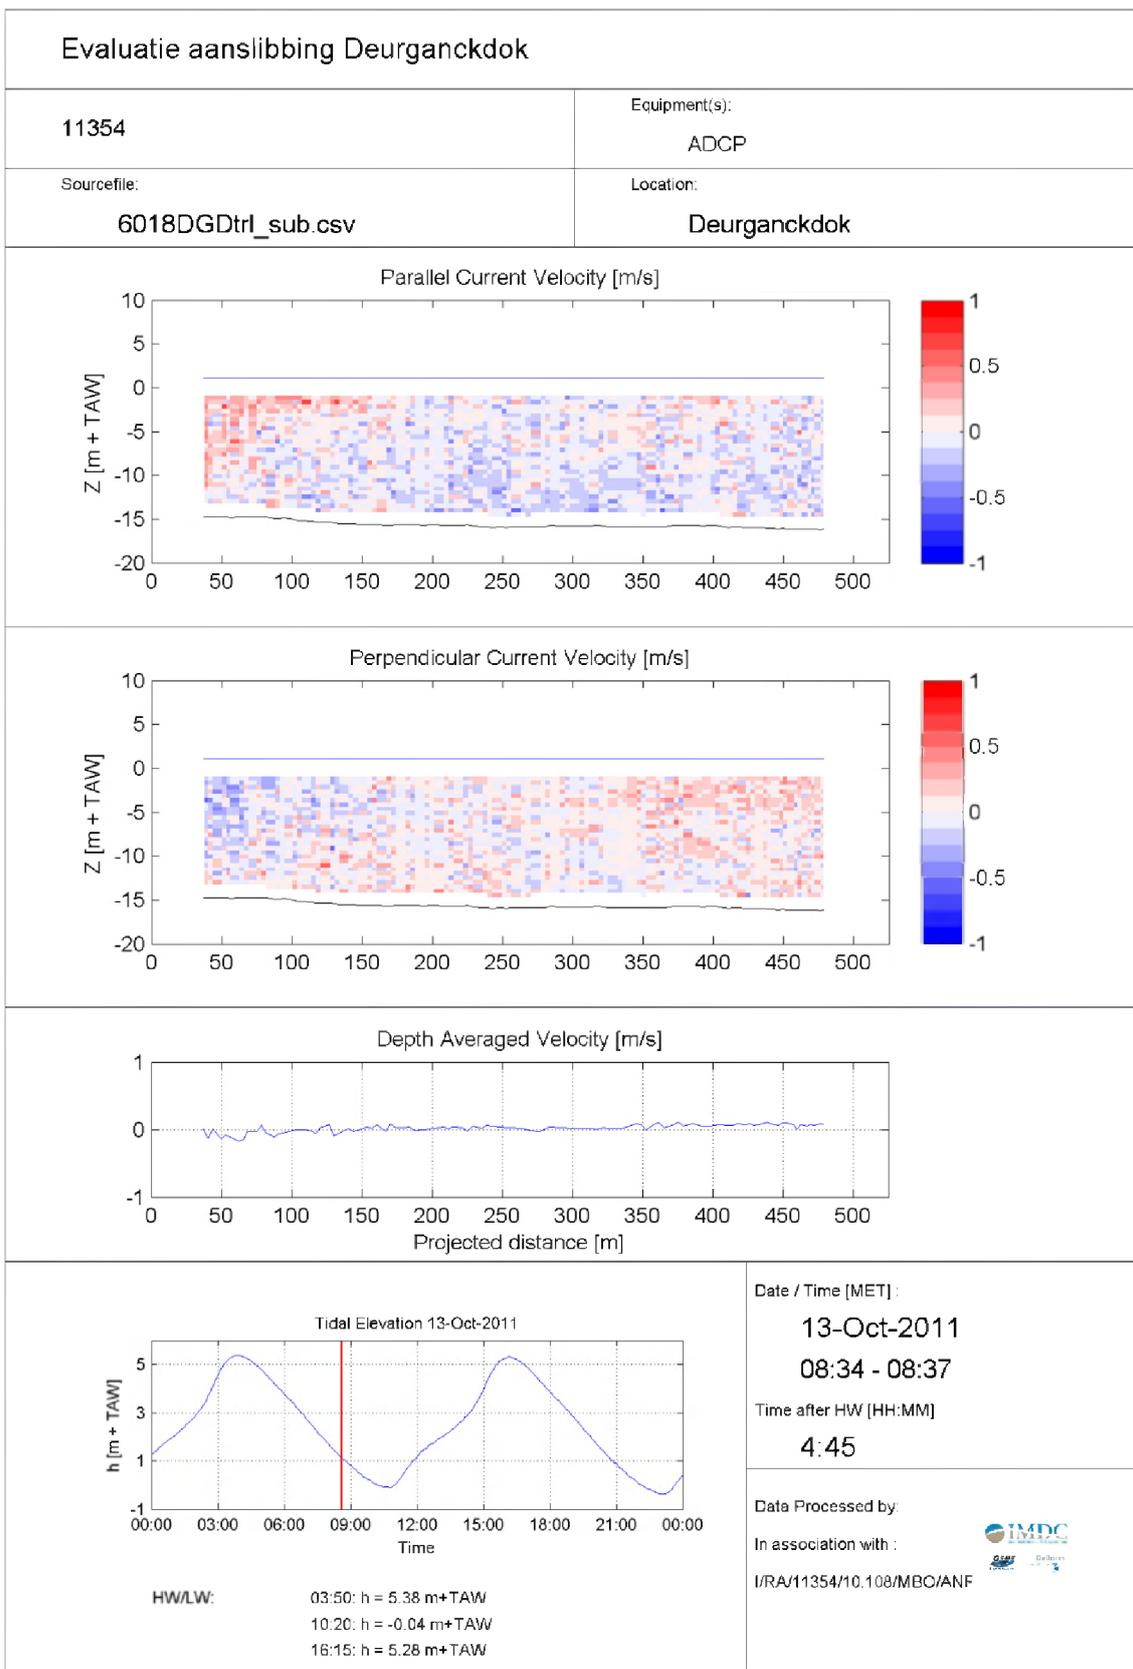 Evaluatie aanslibbing Deurganckdok
11354
Equipment(s):
ADCP
Sourcefile:
6018DGDtrI_sub.csv
Location:
Deurganckdok
Parallel Current Velocity [m/s]
10
5
0
-5
-10
-15
-20
Z [m + TAW]
0 50 100 150 200 250 300 350 400 450 500
1
0.5
0
-0.5
-1
Perpendicular Current Velocity [m/s]
10
5
0
-5
-10
-15
-20
Z [m + TAW]
0 50 100 150 200 250 300 350 400 450 500
1
0.5
0
-0.5
-1
Depth Averaged Velocity [m/s]
1
0
-1
0 50 100 150 200 250 300 350 400 450 500
Projected distance [m]
Tidal Elevation 13-Oct-2011
5
3
1
-1
h [m + TAW]
00:00 03:00 06:00 09:00 12:00 15:00 18:00 21:00 00:00
Time
HW/LW:
03:50: h = 5.38 m+TAW
10:20: h = -0.04 m+TAW
16:15: h = 5.28 m+TAW
Date / Time [MET] :
13-Oct-2011
08:34 - 08:37
Time after HW [HH:MM]
4:45
Data Processed by:
IMDC
In association with :
I/RA/11354/10.108/MBO/ANF